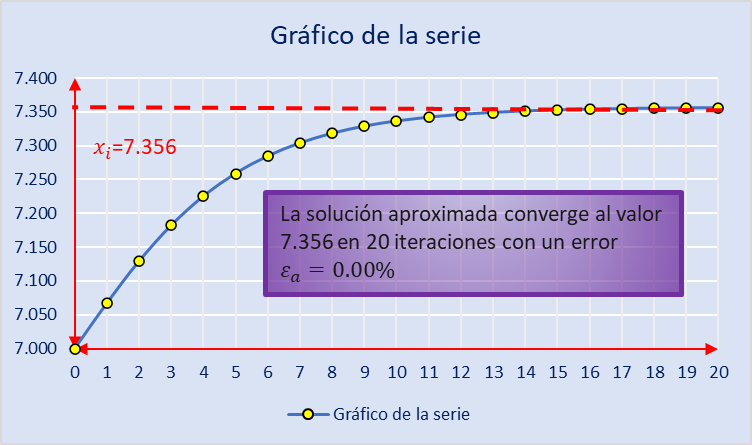 Gráfico de la serie
7.400
7.350
7.300
7.250
7.200
7.150
7.100
7.050
7.000
xᵢ=7.356
La solución aproximada converge al valor
7.356 en 20 iteraciones con un error
εₐ = 0.00%
0 1 2 3 4 5 6 7 8 9 10 11 12 13 14 15 16 17 18 19 20
Gráfico de la serie